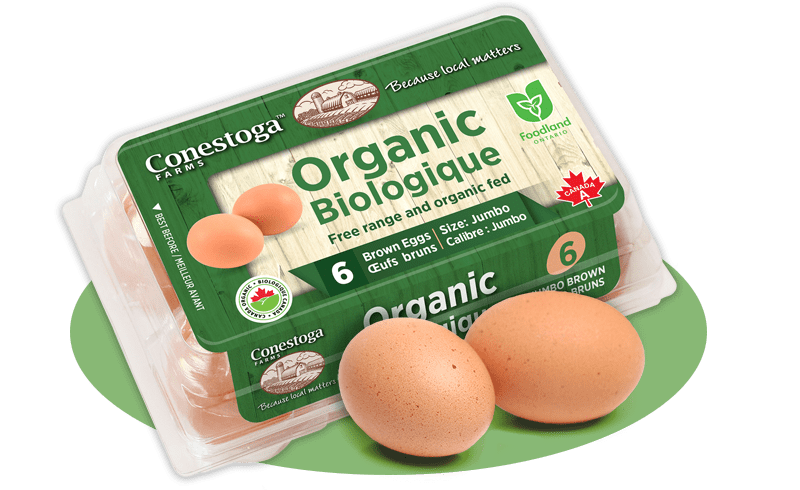 Because local matters
Conestoga™
FARMS
Organic
Biologique
Free range and organic fed
Foodland
ONTARIO
CANADA
A
BEST BEFORE / MEILLEUR AVANT
6
Brown Eggs | Size: Jumbo
Œufs bruns | Calibre : Jumbo
CANADA ORGANIC • BIOLOGIQUE CANADA •
Organic
6
JUMBO BROWN
BRUNS
Conestoga
FARMS
Because local matters